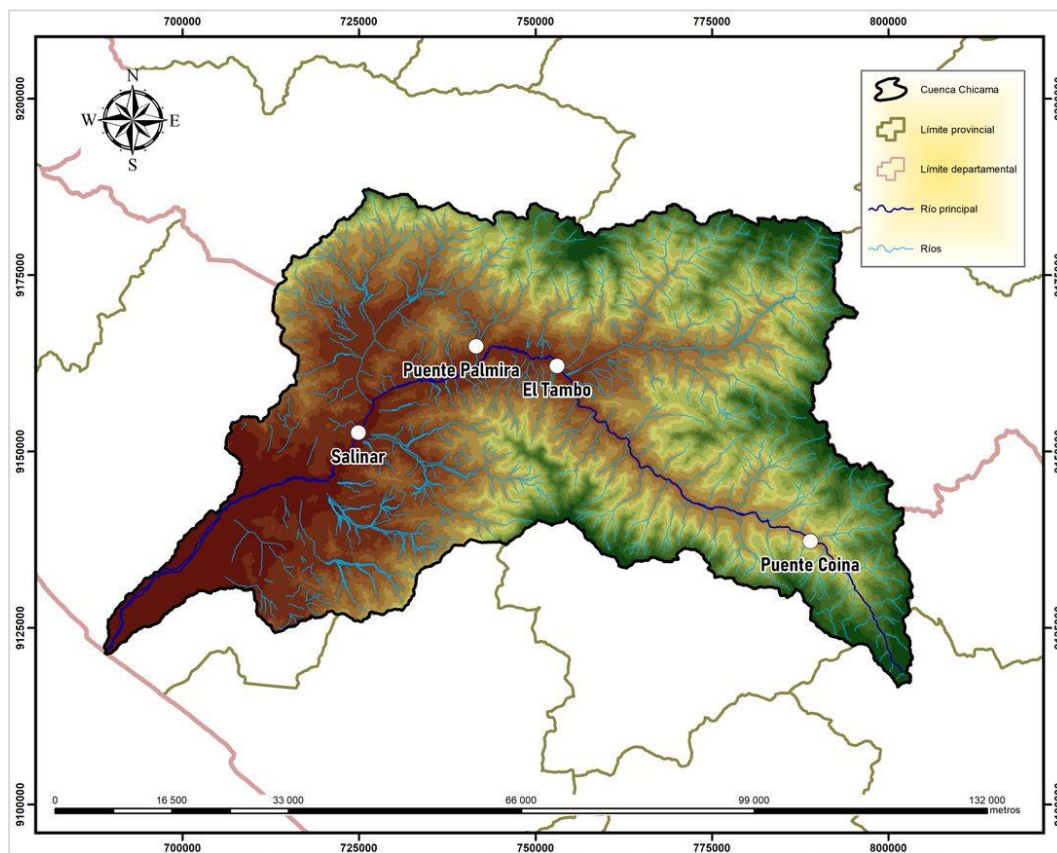 700000 725000 750000 775000 800000
N
W E
S
Cuenca Chicama
Límite provincial
Límite departamental
Río principal
Ríos
9200000
9175000
9150000
9125000
9100000
Puente Palmira
El Tambo
Salinar
Puente Coina
0 16 500 33 000 66 000 99 000 132 000
metros
700000 725000 750000 775000 800000